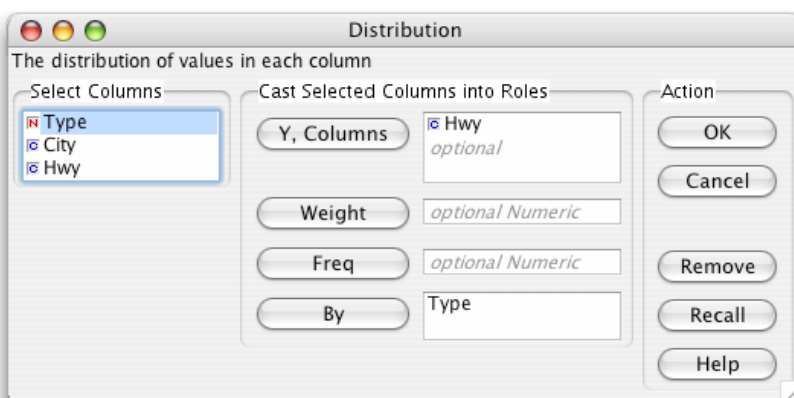 Distribution
The distribution of values in each column
Select Columns
N Type
C City
C Hwy
Cast Selected Columns into Roles
Y, Columns
C Hwy
optional
Weight
optional Numeric
Freq
optional Numeric
By
Type
Action
OK
Cancel
Remove
Recall
Help